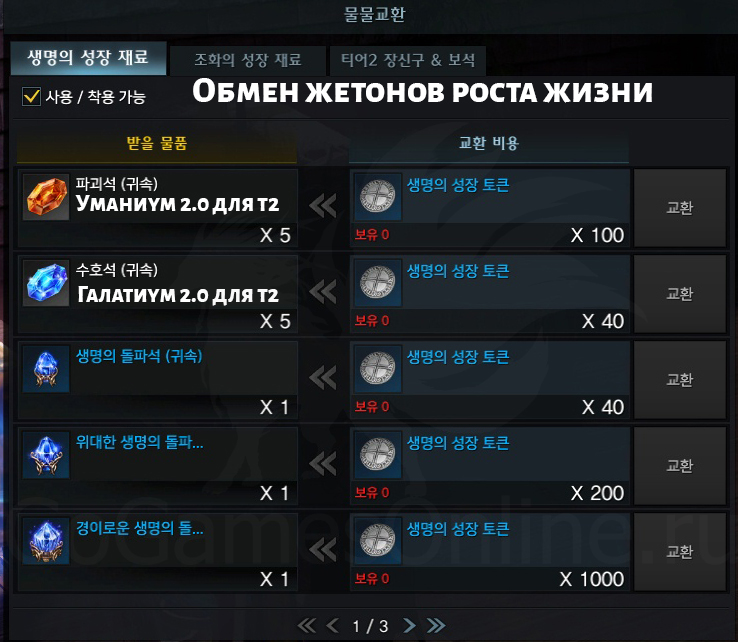 물물교환
생명의 성장 재료
조화의 성장 재료
티어2 장신구 & 보석
사용 / 착용 가능
Обмен жетонов роста жизни
받을 물품
교환 비용
파괴석 (귀속)
Уманиум 2.0 для т2
X 5
생명의 성장 토큰
보유 0
X 100
교환
수호석 (귀속)
Галатиум 2.0 для т2
X 5
생명의 성장 토큰
보유 0
X 40
교환
생명의 돌파석 (귀속)
X 1
생명의 성장 토큰
보유 0
X 40
교환
위대한 생명의 돌파...
X 1
생명의 성장 토큰
보유 0
X 200
교환
경이로운 생명의 돌...
X 1
생명의 성장 토큰
보유 0
X 1000
교환
GoGamesOnline.ru
1 / 3